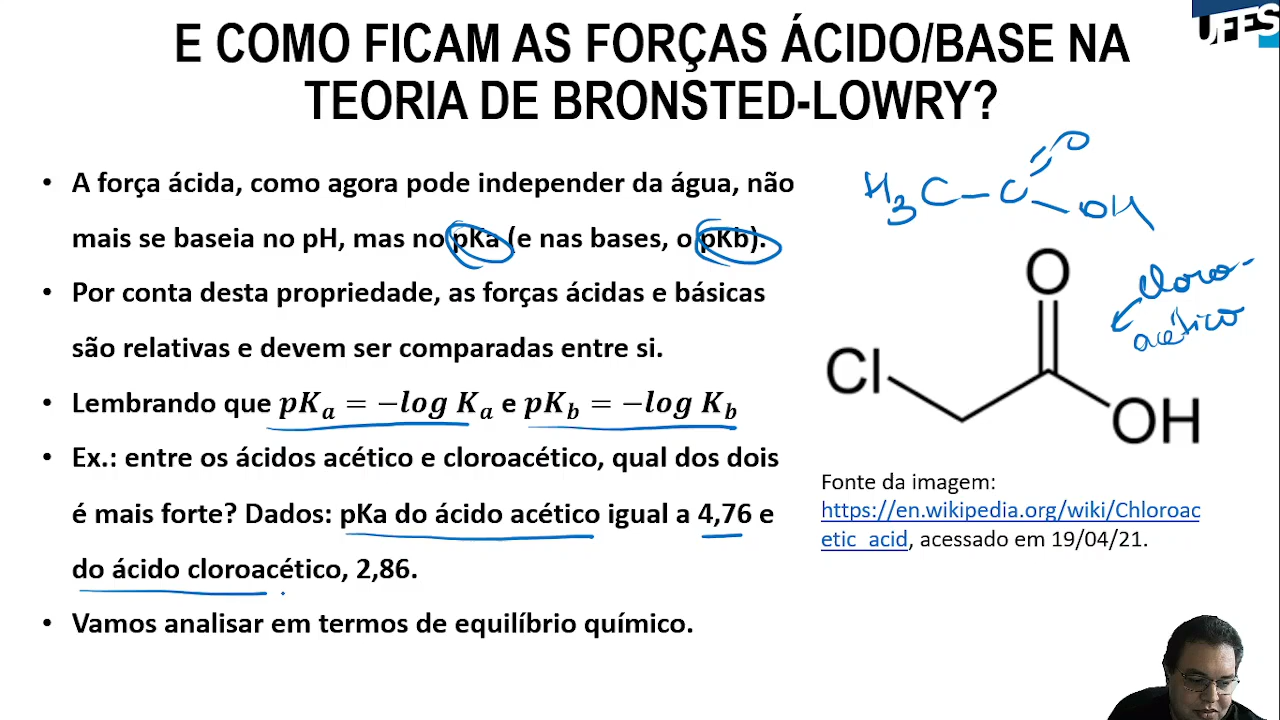 UFES
E COMO FICAM AS FORÇAS ÁCIDO/BASE NA
TEORIA DE BRONSTED-LOWRY?
• A força ácida, como agora pode independer da água, não
mais se baseia no pH, mas no pKa (e nas bases, o pKb).
• Por conta desta propriedade, as forças ácidas e básicas
são relativas e devem ser comparadas entre si.
• Lembrando que pKₐ = −log Kₐ e pK_b = −log K_b
• Ex.: entre os ácidos acético e cloroacético, qual dos dois
é mais forte? Dados: pKa do ácido acético igual a 4,76 e
do ácido cloroacético, 2,86.
• Vamos analisar em termos de equilíbrio químico.
H₃C-C=O
OH
cloro-
acético
O
Cl
OH
Fonte da imagem:
https://en.wikipedia.org/wiki/Chloroac
etic_acid, acessado em 19/04/21.